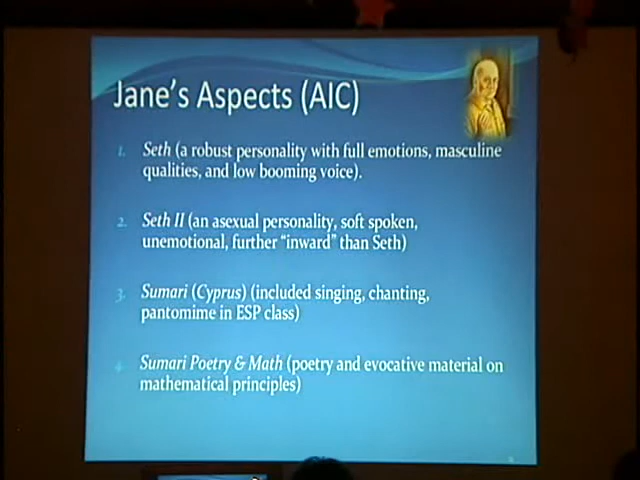 Jane's Aspects (AIC)
1. Seth (a robust personality with full emotions, masculine
qualities, and low booming voice).
2. Seth II (an asexual personality, soft spoken,
unemotional, further “inward” than Seth)
3. Sumari (Cyprus) (included singing, chanting,
pantomime in ESP class)
4. Sumari Poetry & Math (poetry and evocative material on
mathematical principles)